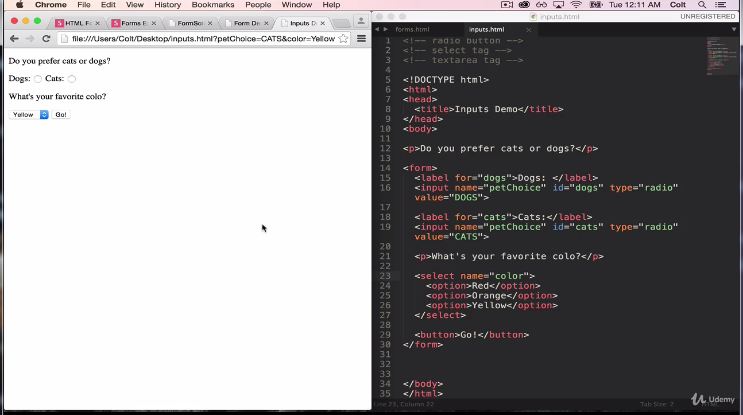 Chrome File Edit View History Bookmarks People Window Help Tue 12:11 AM Colt
HTML Fo
Forms E
FormSol
Form De
Inputs De
file:///Users/Colt/Desktop/inputs.html?petChoice=CATS&color=Yellow
Do you prefer cats or dogs?
Dogs: Cats:
What's your favorite colo?
Yellow Go!
inputs.html UNREGISTERED
forms.html inputs.html
1 <!-- radio button -->
2 <!-- select tag -->
3 <!-- textarea tag -->
4
5 <!DOCTYPE html>
6 <html>
7 <head>
8 <title>Inputs Demo</title>
9 </head>
10 <body>
11
12 <p>Do you prefer cats or dogs?</p>
13
14 <form>
15 <label for="dogs">Dogs: </label>
16 <input name="petChoice" id="dogs" type="radio"
value="DOGS">
17
18 <label for="cats">Cats:</label>
19 <input name="petChoice" id="cats" type="radio"
value="CATS">
20
21 <p>What's your favorite colo?</p>
22
23 <select name="color">
24 <option>Red</option>
25 <option>Orange</option>
26 <option>Yellow</option>
27 </select>
28
29 <button>Go!</button>
30 </form>
31
32
33
34 </body>
35 </html>
Line 23, Column 22 Tab Size: 2 HTML
Udemy